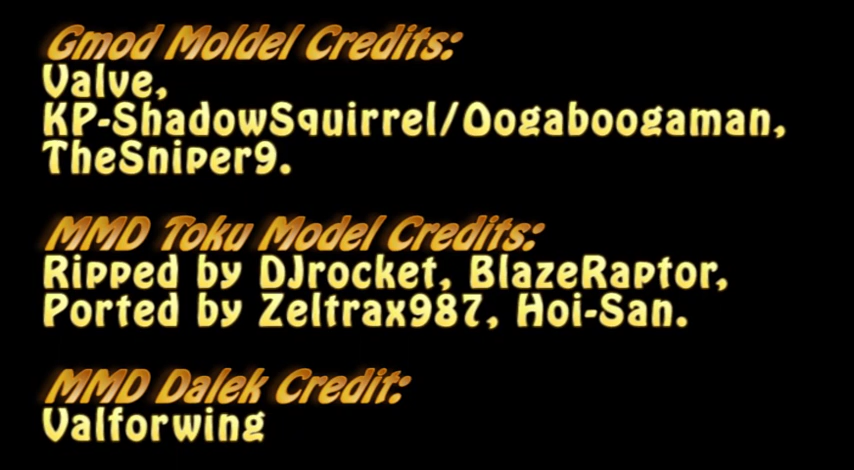 Gmod Moldel Credits:
Valve,
KP-ShadowSquirrel/Oogaboogaman,
TheSniper9.
MMD Toku Model Credits:
Ripped by DJrocket, BlazeRaptor,
Ported by Zeltrax987, Hoi-San.
MMD Dalek Credit:
Valforwing